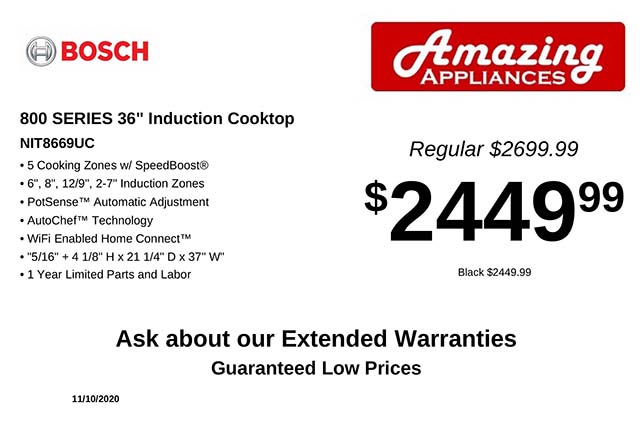 BOSCH
Amazing
APPLIANCES
800 SERIES 36" Induction Cooktop
NIT8669UC
• 5 Cooking Zones w/ SpeedBoost®
• 6", 8", 12/9", 2-7" Induction Zones
• PotSense™ Automatic Adjustment
• AutoChef™ Technology
• WiFi Enabled Home Connect™
• "5/16" + 4 1/8" H x 21 1/4" D x 37" W"
• 1 Year Limited Parts and Labor
Regular $2699.99
$244999
Black $2449.99
Ask about our Extended Warranties
Guaranteed Low Prices
11/10/2020